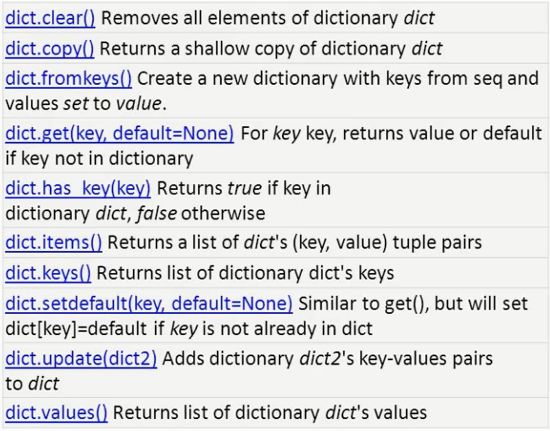 dict.clear() Removes all elements of dictionary dict
dict.copy() Returns a shallow copy of dictionary dict
dict.fromkeys() Create a new dictionary with keys from seq and
values set to value.
dict.get(key, default=None) For key key, returns value or default
if key not in dictionary
dict.has_key(key) Returns true if key in
dictionary dict, false otherwise
dict.items() Returns a list of dict's (key, value) tuple pairs
dict.keys() Returns list of dictionary dict's keys
dict.setdefault(key, default=None) Similar to get(), but will set
dict[key]=default if key is not already in dict
dict.update(dict2) Adds dictionary dict2's key-values pairs
to dict
dict.values() Returns list of dictionary dict's values